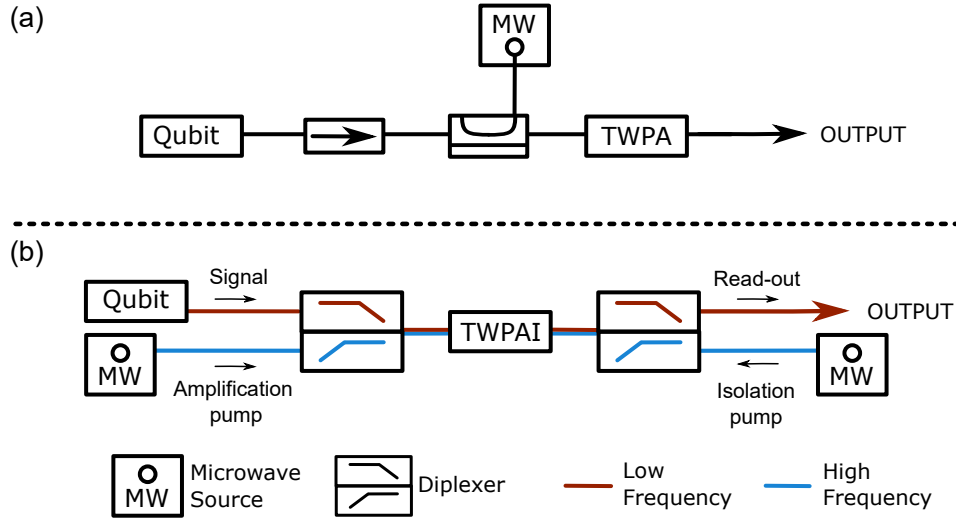 (a)
MW
Qubit
TWPA
OUTPUT
(b)
Signal
Read-out
Qubit
TWPAI
OUTPUT
MW
MW
Amplification
pump
Isolation
pump
MW
Microwave
Source
Diplexer
Low
Frequency
High
Frequency